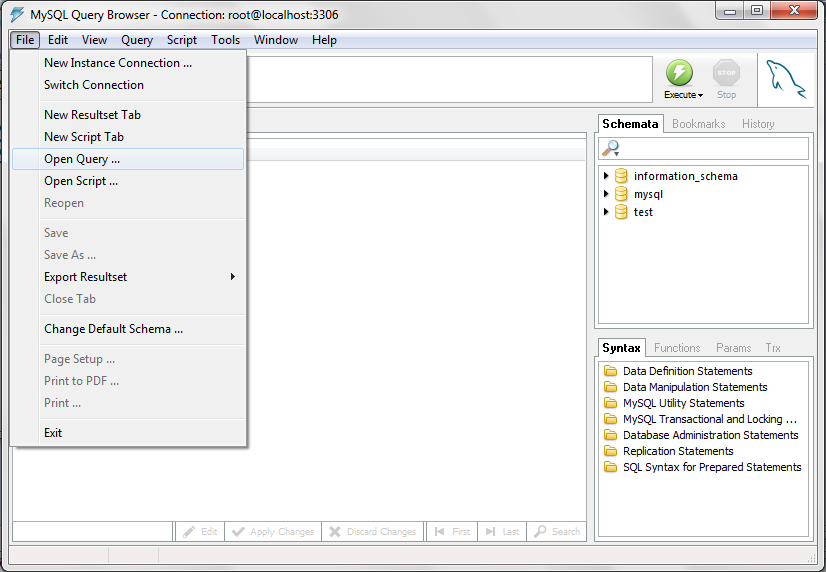 MySQL Query Browser - Connection: root@localhost:3306
File Edit View Query Script Tools Window Help
New Instance Connection ...
Switch Connection
New Resultset Tab
New Script Tab
Open Query ...
Open Script ...
Reopen
Save
Save As ...
Export Resultset
Close Tab
Change Default Schema ...
Page Setup ...
Print to PDF ...
Print ...
Exit
Execute
STOP
Stop
Schemata Bookmarks History
information_schema
mysql
test
Syntax Functions Params Trx
Data Definition Statements
Data Manipulation Statements
MySQL Utility Statements
MySQL Transactional and Locking ...
Database Administration Statements
Replication Statements
SQL Syntax for Prepared Statements
Edit Apply Changes Discard Changes First Last Search